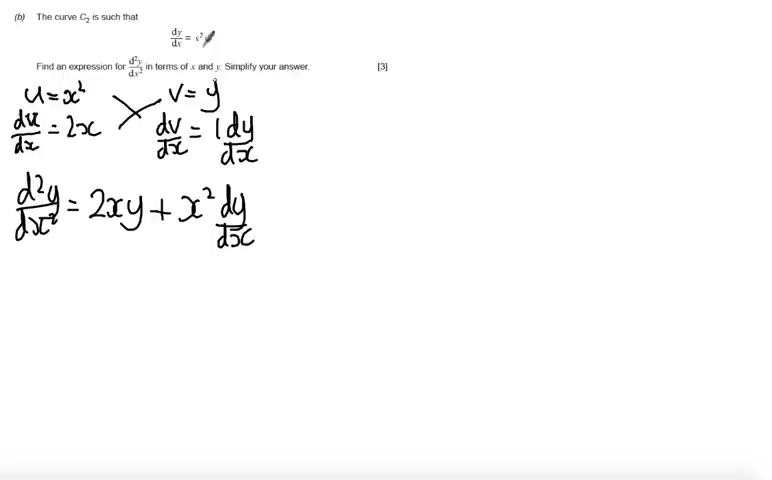 (b) The curve C₂ is such that
dy/dx = x²
Find an expression for d²y/dx² in terms of x and y. Simplify your answer. [3]
u = x² v = y
du/dx = 2x dv/dx = 1 dy/dx
d²y/dx² = 2xy + x² dy/dx